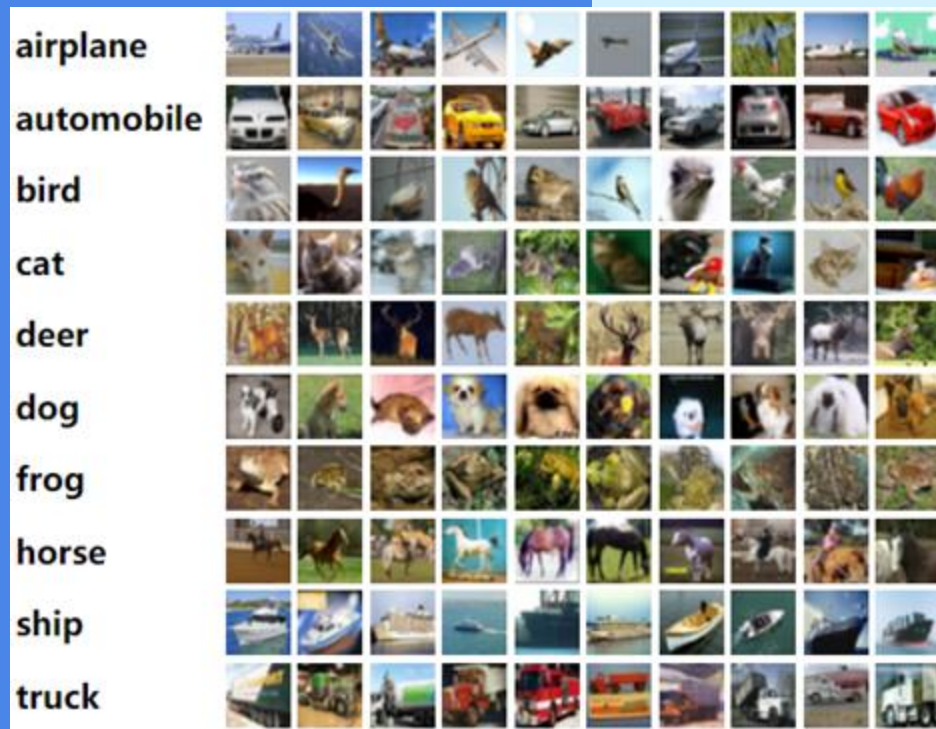 airplane
automobile
bird
cat
deer
dog
frog
horse
ship
truck